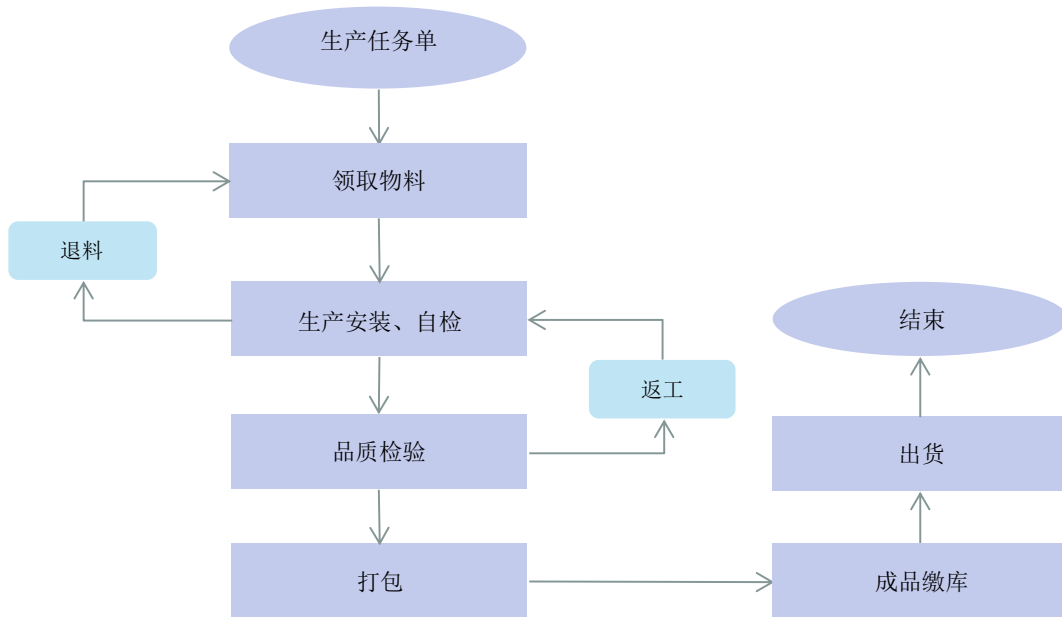 生产任务单
领取物料
退料
生产安装、自检
结束
返工
品质检验
出货
打包
成品缴库